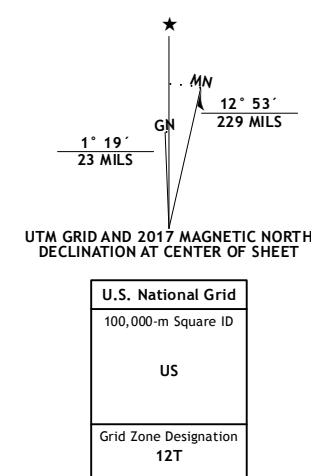 MN
GN
12° 53´
229 MILS
1° 19´
23 MILS
UTM GRID AND 2017 MAGNETIC NORTH
DECLINATION AT CENTER OF SHEET
U.S. National Grid
100,000-m Square ID
US
Grid Zone Designation
12T